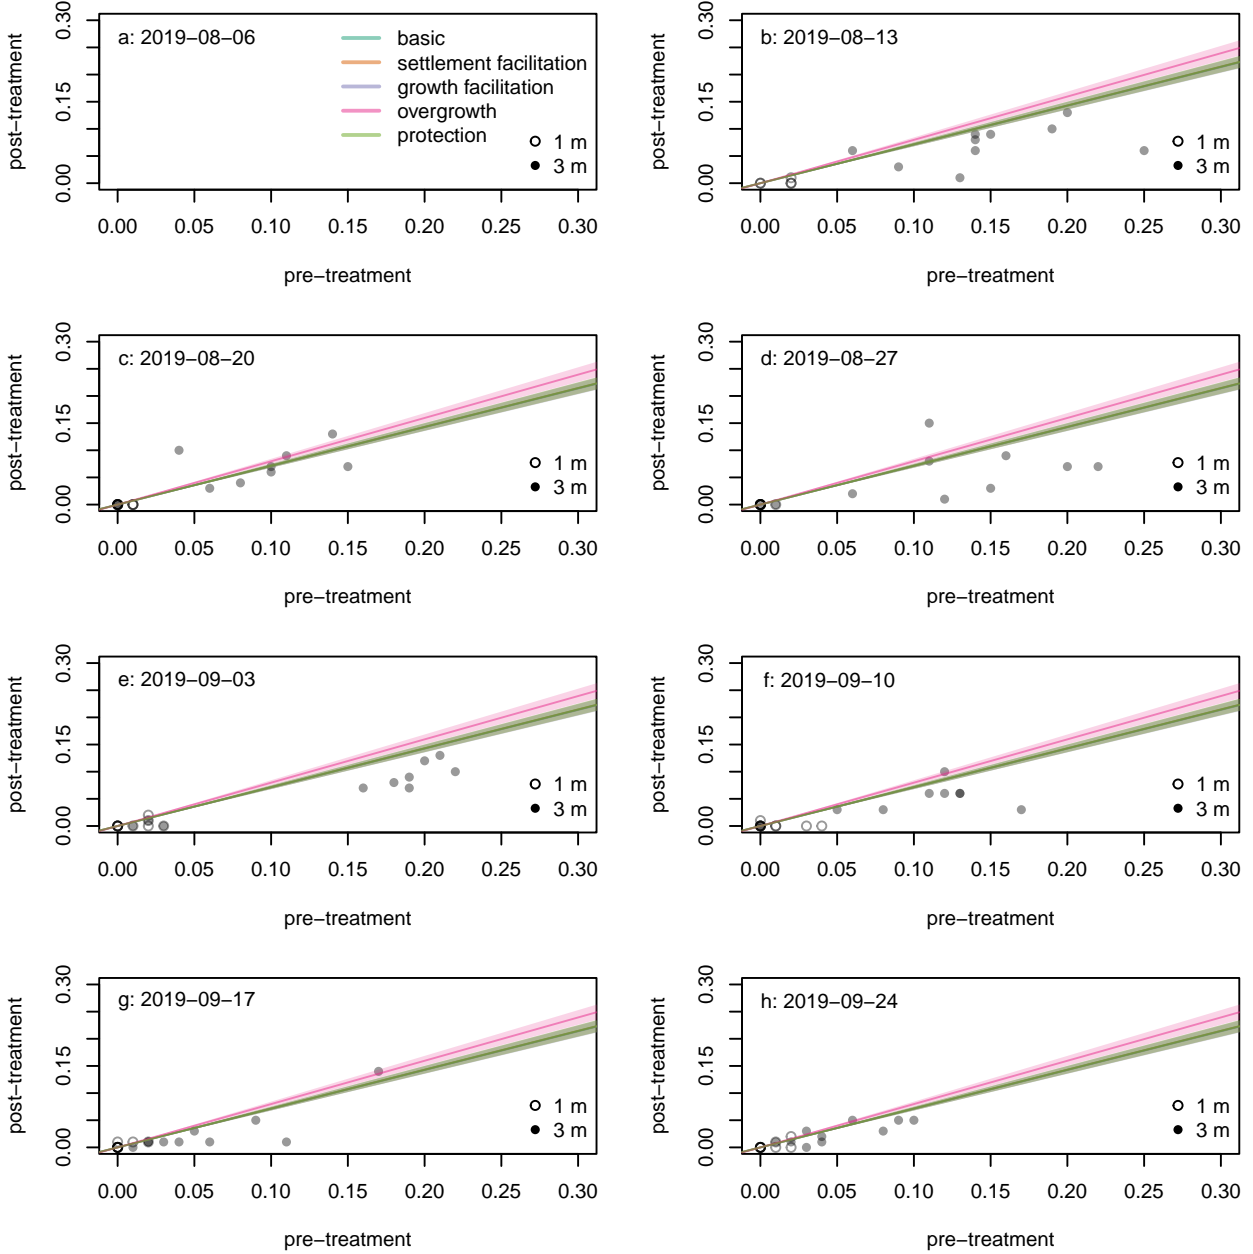 a: 2019−08−06
basic
settlement facilitation
growth facilitation
overgrowth
protection
1 m
3 m
post−treatment
0.00 0.15 0.30
0.00 0.05 0.10 0.15 0.20 0.25 0.30
pre−treatment
b: 2019−08−13
1 m
3 m
post−treatment
0.00 0.15 0.30
0.00 0.05 0.10 0.15 0.20 0.25 0.30
pre−treatment
c: 2019−08−20
1 m
3 m
post−treatment
0.00 0.15 0.30
0.00 0.05 0.10 0.15 0.20 0.25 0.30
pre−treatment
d: 2019−08−27
1 m
3 m
post−treatment
0.00 0.15 0.30
0.00 0.05 0.10 0.15 0.20 0.25 0.30
pre−treatment
e: 2019−09−03
1 m
3 m
post−treatment
0.00 0.15 0.30
0.00 0.05 0.10 0.15 0.20 0.25 0.30
pre−treatment
f: 2019−09−10
1 m
3 m
post−treatment
0.00 0.15 0.30
0.00 0.05 0.10 0.15 0.20 0.25 0.30
pre−treatment
g: 2019−09−17
1 m
3 m
post−treatment
0.00 0.15 0.30
0.00 0.05 0.10 0.15 0.20 0.25 0.30
pre−treatment
h: 2019−09−24
1 m
3 m
post−treatment
0.00 0.15 0.30
0.00 0.05 0.10 0.15 0.20 0.25 0.30
pre−treatment